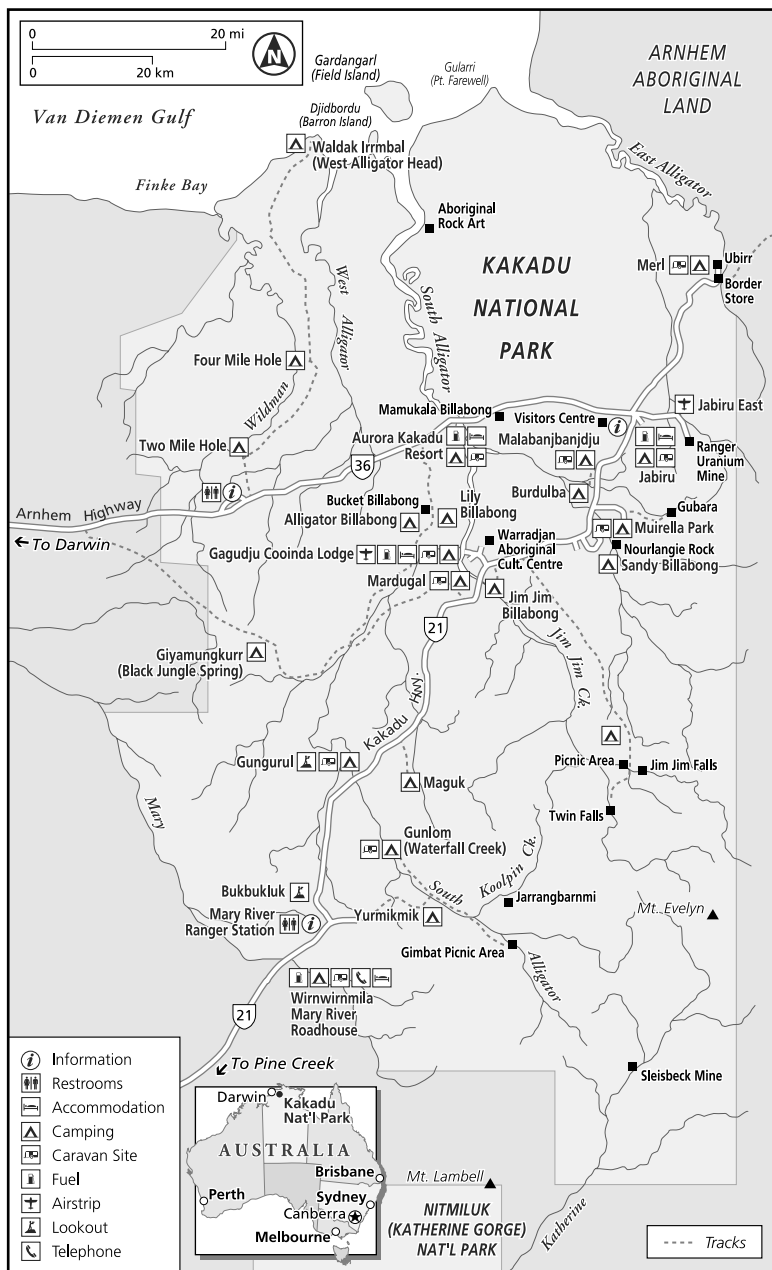 0 20 mi
0 20 km
N
Gardangarl
(Field Island)
Gularri
(Pt. Farewell)
ARNHEM
ABORIGINAL
LAND
Djidbordu
(Barron Island)
Van Diemen Gulf
Waldak Irrmbal
(West Alligator Head)
East Alligator
Finke Bay
Aboriginal
Rock Art
KAKADU
NATIONAL
PARK
Merl
Ubirr
Border
Store
West Alligator
South Alligator
Four Mile Hole
Wildman
Mamukala Billabong
Visitors Centre
i
Jabiru East
Two Mile Hole
Aurora Kakadu
Resort
Malabanjbanjdju
Ranger
Uranium
Mine
Jabiru
36
Arnhem Highway
i
Burdulba
Lily
Billabong
Bucket Billabong
Alligator Billabong
Gubara
Muirella Park
To Darwin
Warradjan
Aboriginal
Cult. Centre
Nourlangie Rock
Gagudju Cooinda Lodge
Sandy Billabong
Mardugal
Jim Jim
Billabong
21
Jim Jim Ck.
Giyamungkurr
(Black Jungle Spring)
Kakadu Hwy.
Gungurul
Picnic Area
Jim Jim Falls
Maguk
Twin Falls
Mary
Gunlom
(Waterfall Creek)
Koolpin Ck.
South Alligator
Bukbukluk
Jarrangbarnmi
Mary River
Ranger Station
i
Yurmikmik
Mt. Evelyn
Gimbat Picnic Area
Wirnwirnmila
Mary River
Roadhouse
21
To Pine Creek
Sleisbeck Mine
i Information
Restrooms
Accommodation
Camping
Caravan Site
Fuel
Airstrip
Lookout
Telephone
Darwin
Kakadu
Nat'l Park
AUSTRALIA
Brisbane
Perth
Sydney
Canberra
Melbourne
Mt. Lambell
NITMILUK
(KATHERINE GORGE)
NAT'L PARK
Katherine
Tracks